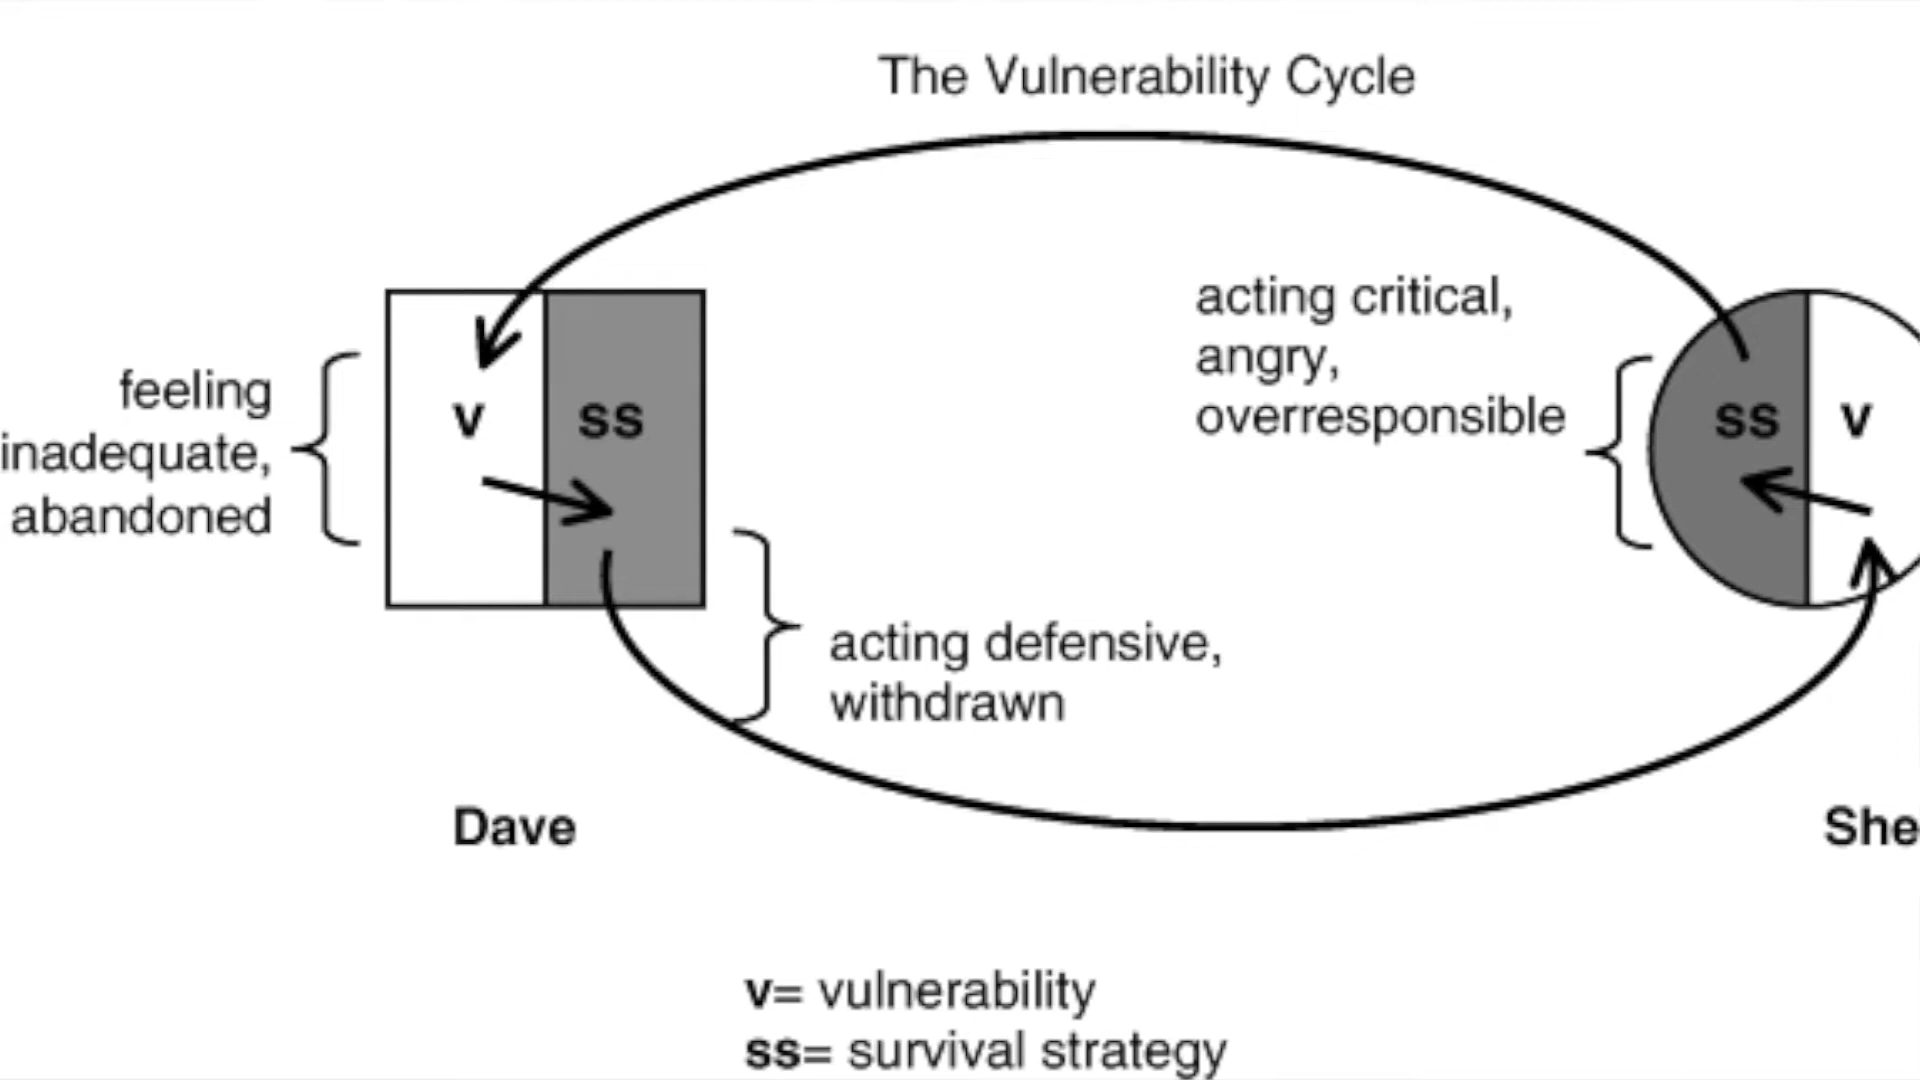 The Vulnerability Cycle
feeling
inadequate,
abandoned
v
ss
acting critical,
angry,
overresponsible
ss
v
acting defensive,
withdrawn
Dave
She
v= vulnerability
ss= survival strategy